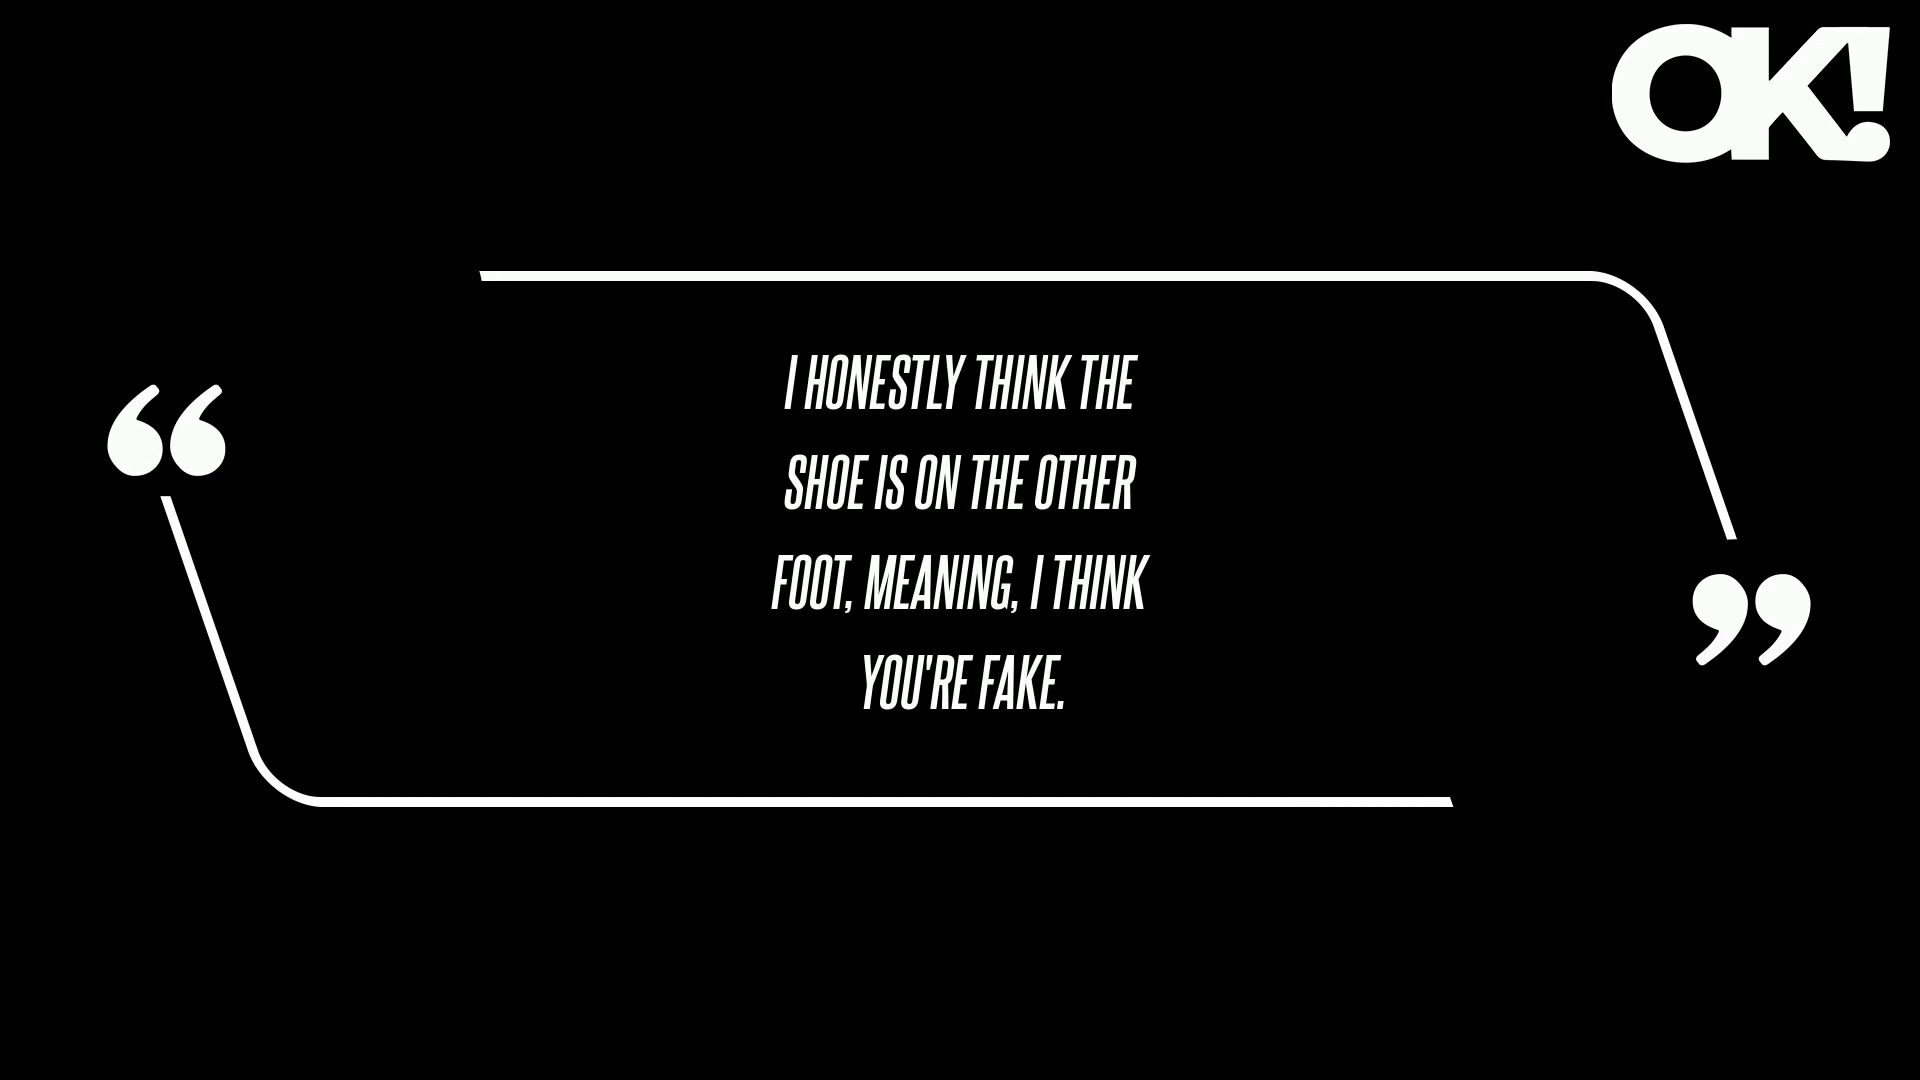 OK!
I HONESTLY THINK THE
SHOE IS ON THE OTHER
FOOT, MEANING, I THINK
YOU'RE FAKE.